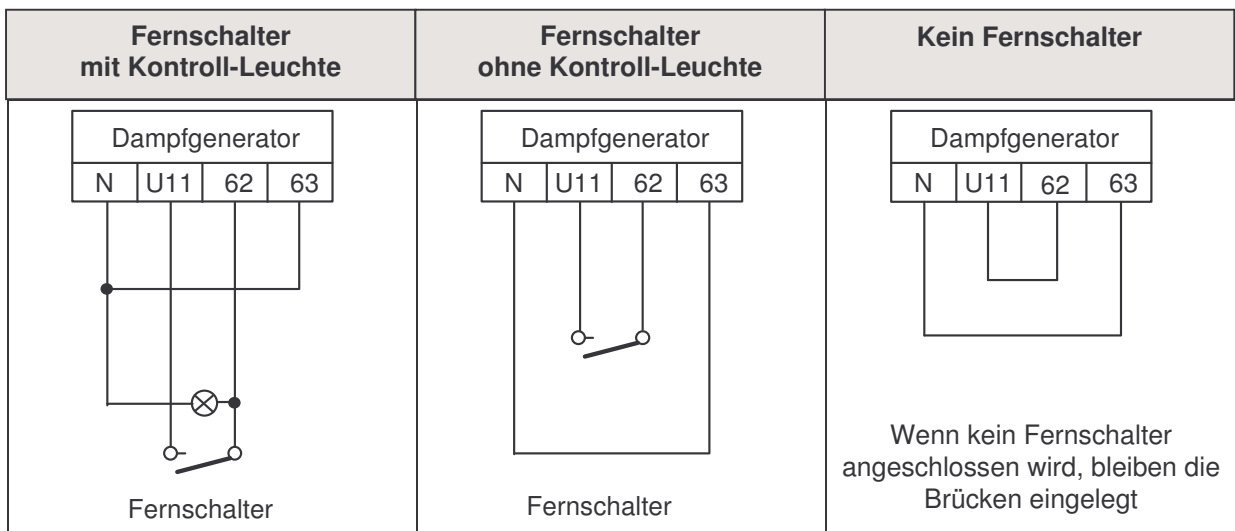 Fernschalter
mit Kontroll-Leuchte
Fernschalter
ohne Kontroll-Leuchte
Kein Fernschalter
Dampfgenerator
N U11 62 63
Fernschalter
Dampfgenerator
N U11 62 63
Fernschalter
Dampfgenerator
N U11 62 63
Wenn kein Fernschalter
angeschlossen wird, bleiben die
Brücken eingelegt